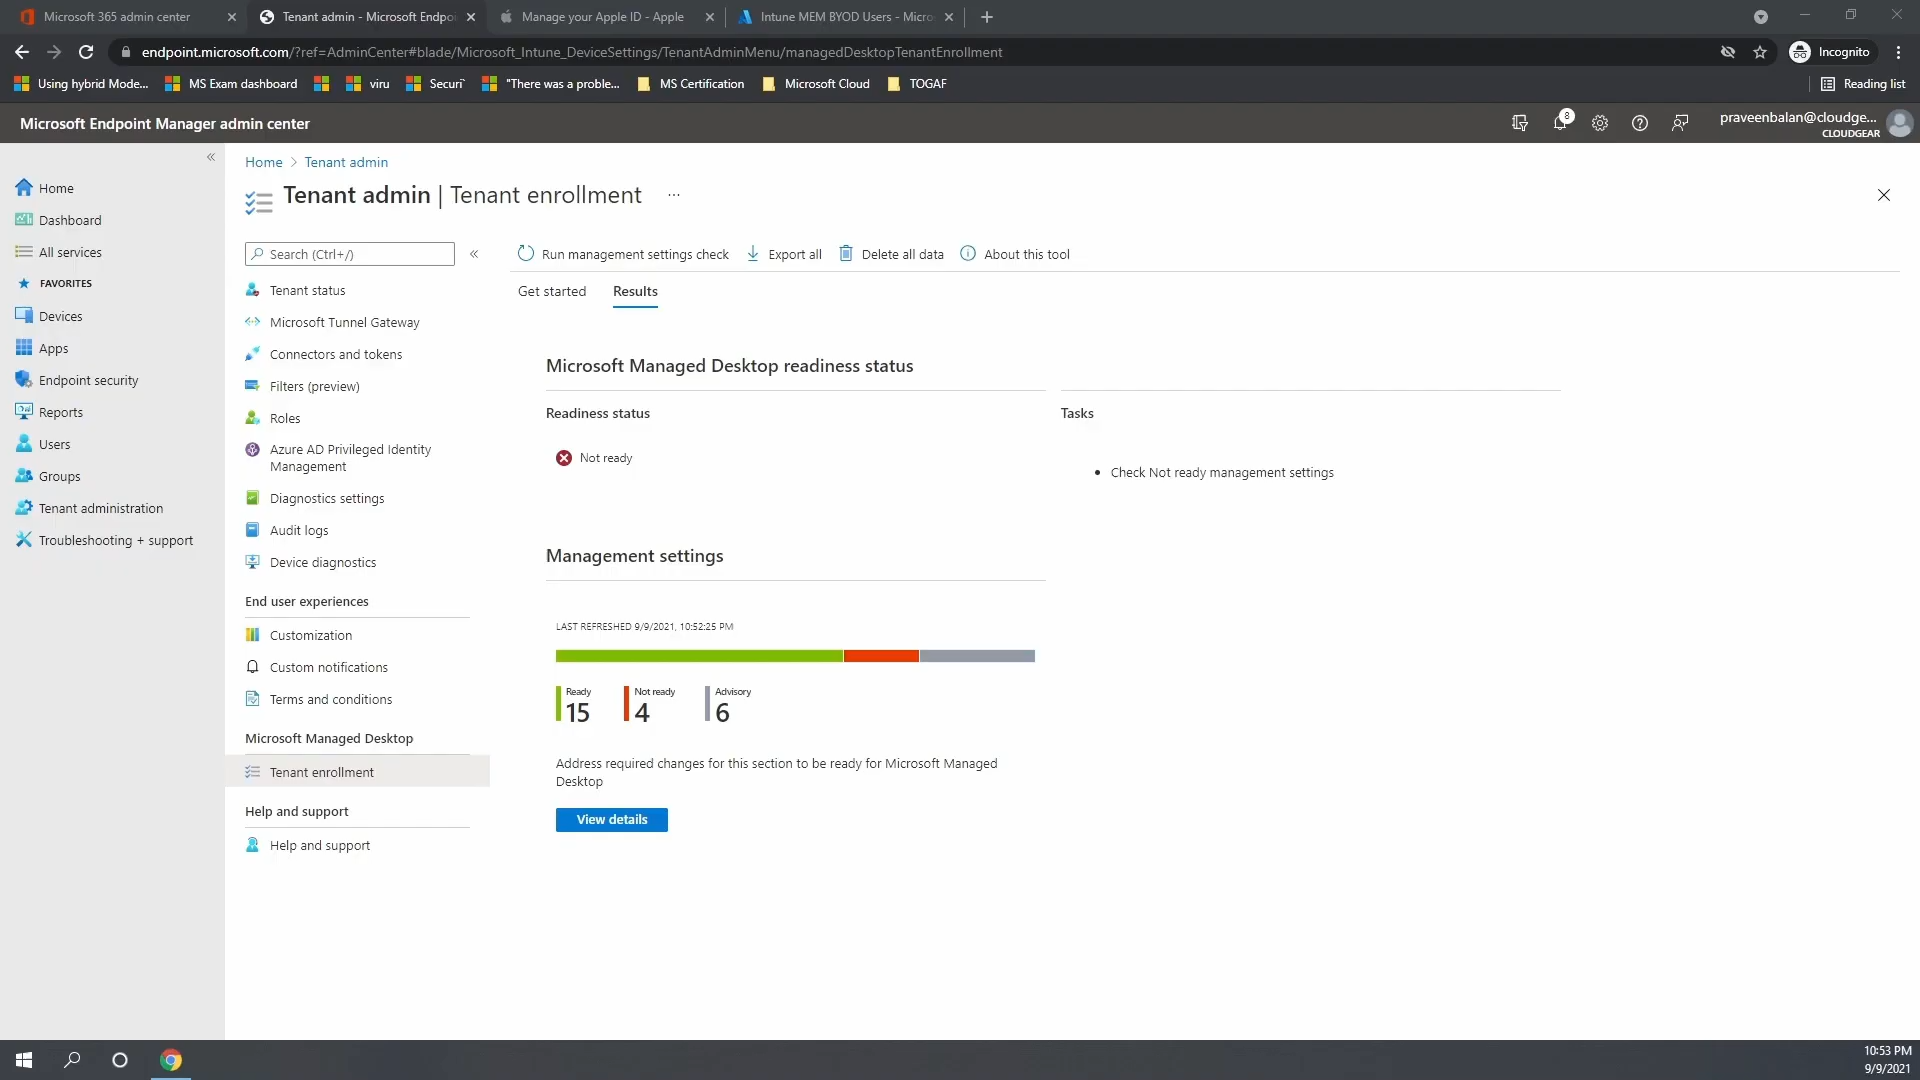 Microsoft 365 admin center
Tenant admin - Microsoft Endpoi
Manage your Apple ID - Apple
Intune MEM BYOD Users - Micro
endpoint.microsoft.com/?ref=AdminCenter#blade/Microsoft_Intune_DeviceSettings/TenantAdminMenu/managedDesktopTenantEnrollment
Incognito
Using hybrid Mode...
MS Exam dashboard
viru
Securi
"There was a proble...
MS Certification
Microsoft Cloud
TOGAF
Reading list
Microsoft Endpoint Manager admin center
8
praveenbalan@cloudge...
CLOUDGEAR
Home
Dashboard
All services
FAVORITES
Devices
Apps
Endpoint security
Reports
Users
Groups
Tenant administration
Troubleshooting + support
Home > Tenant admin
Tenant admin | Tenant enrollment ...
Search (Ctrl+/)
Tenant status
Microsoft Tunnel Gateway
Connectors and tokens
Filters (preview)
Roles
Azure AD Privileged Identity
Management
Diagnostics settings
Audit logs
Device diagnostics
End user experiences
Customization
Custom notifications
Terms and conditions
Microsoft Managed Desktop
Tenant enrollment
Help and support
Help and support
Run management settings check
Export all
Delete all data
About this tool
Get started
Results
Microsoft Managed Desktop readiness status
Readiness status
Tasks
Not ready
• Check Not ready management settings
Management settings
LAST REFRESHED 9/9/2021, 10:52:25 PM
Ready
15
Not ready
4
Advisory
6
Address required changes for this section to be ready for Microsoft Managed
Desktop
View details
10:53 PM
9/9/2021